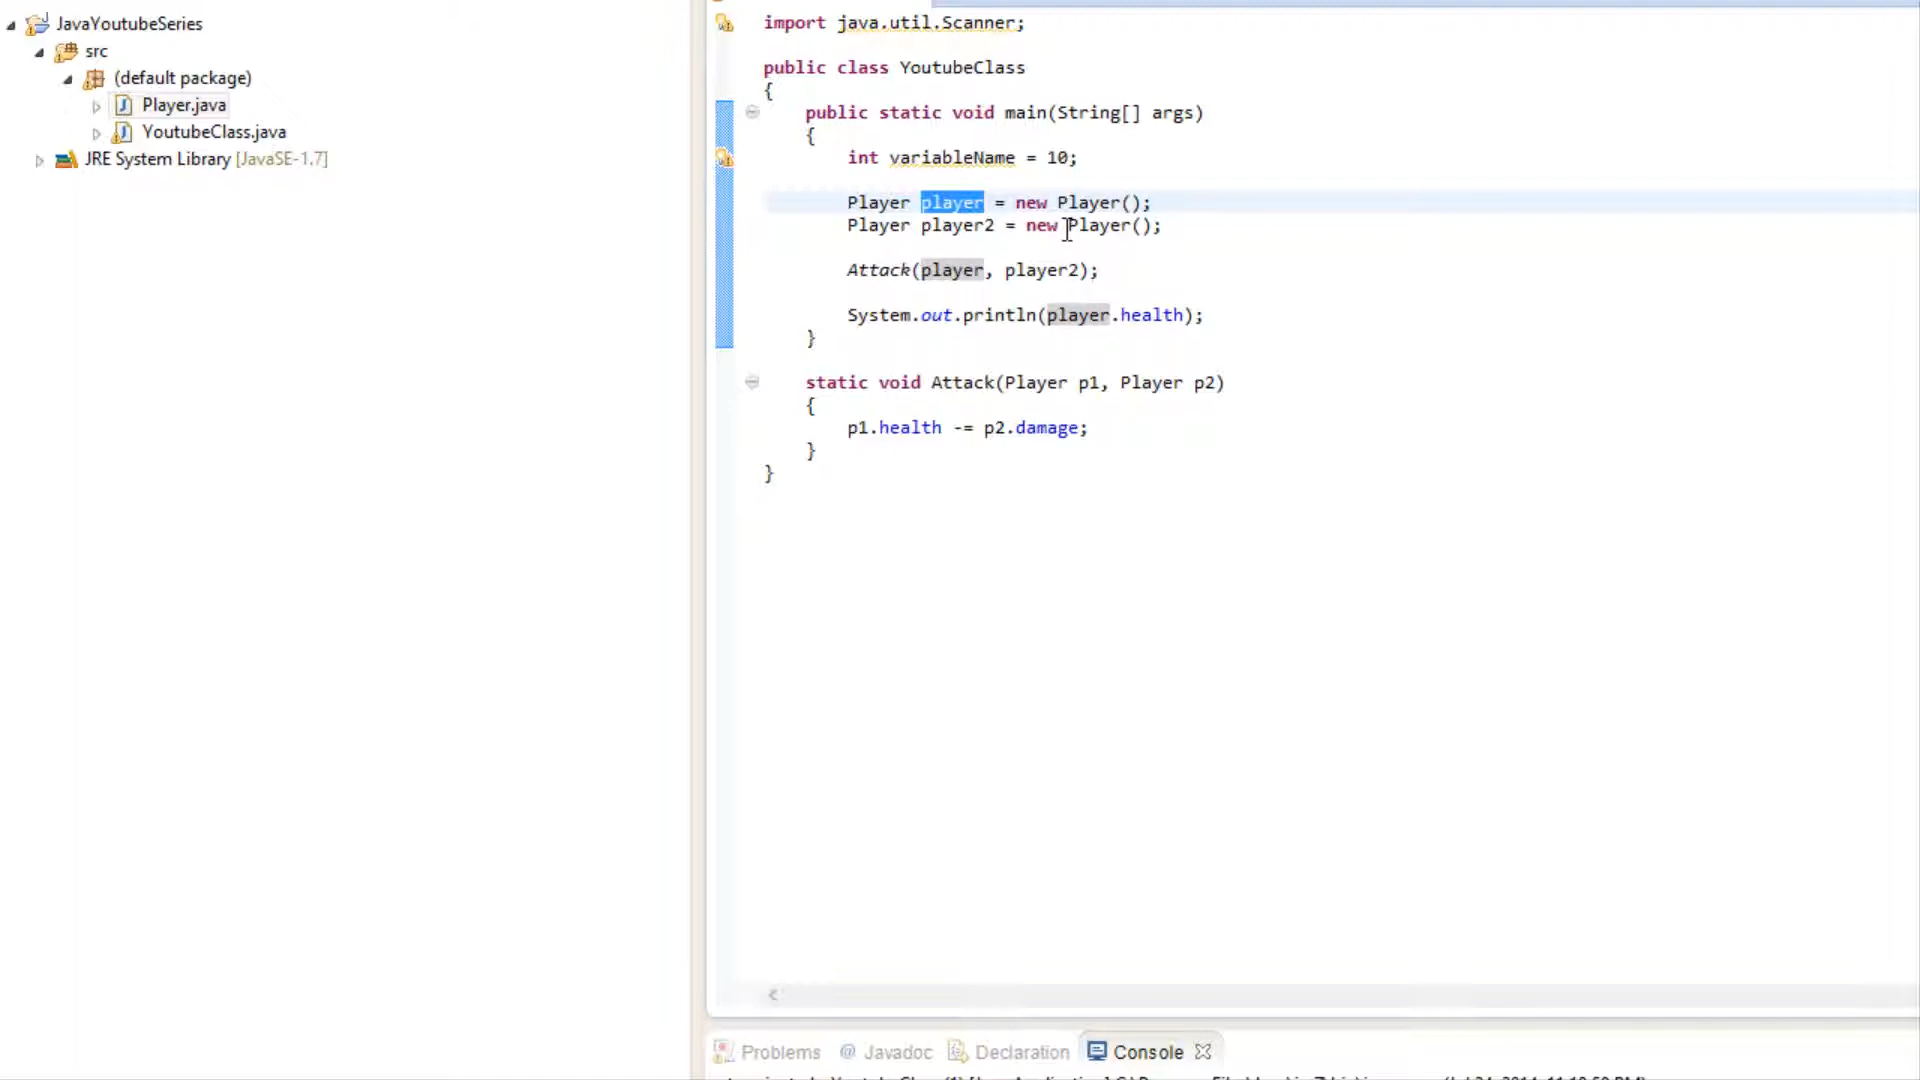 JavaYoutubeSeries
src
(default package)
Player.java
YoutubeClass.java
JRE System Library [JavaSE-1.7]
import java.util.Scanner;
public class YoutubeClass
{
public static void main(String[] args)
{
int variableName = 10;
Player player = new Player();
Player player2 = new Player();
Attack(player, player2);
System.out.println(player.health);
}
static void Attack(Player p1, Player p2)
{
p1.health -= p2.damage;
}
}
Problems @ Javadoc Declaration Console